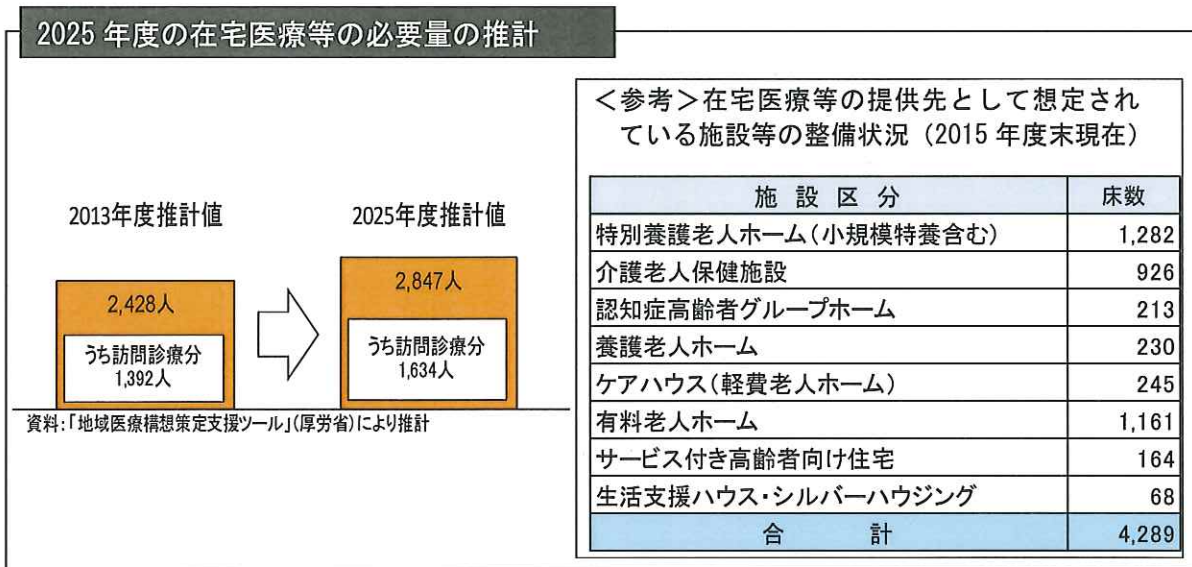 2025 年度の在宅医療等の必要量の推計
2013年度推計値
2025年度推計値
2,428人
うち訪問診療分
1,392人
2,847人
うち訪問診療分
1,634人
資料:「地域医療構想策定支援ツール」(厚労省)により推計
＜参考＞在宅医療等の提供先として想定され
ている施設等の整備状況（2015 年度末現在）
施 設 区 分 床数
特別養護老人ホーム(小規模特養含む) 1,282
介護老人保健施設 926
認知症高齢者グループホーム 213
養護老人ホーム 230
ケアハウス(軽費老人ホーム) 245
有料老人ホーム 1,161
サービス付き高齢者向け住宅 164
生活支援ハウス・シルバーハウジング 68
合 計 4,289